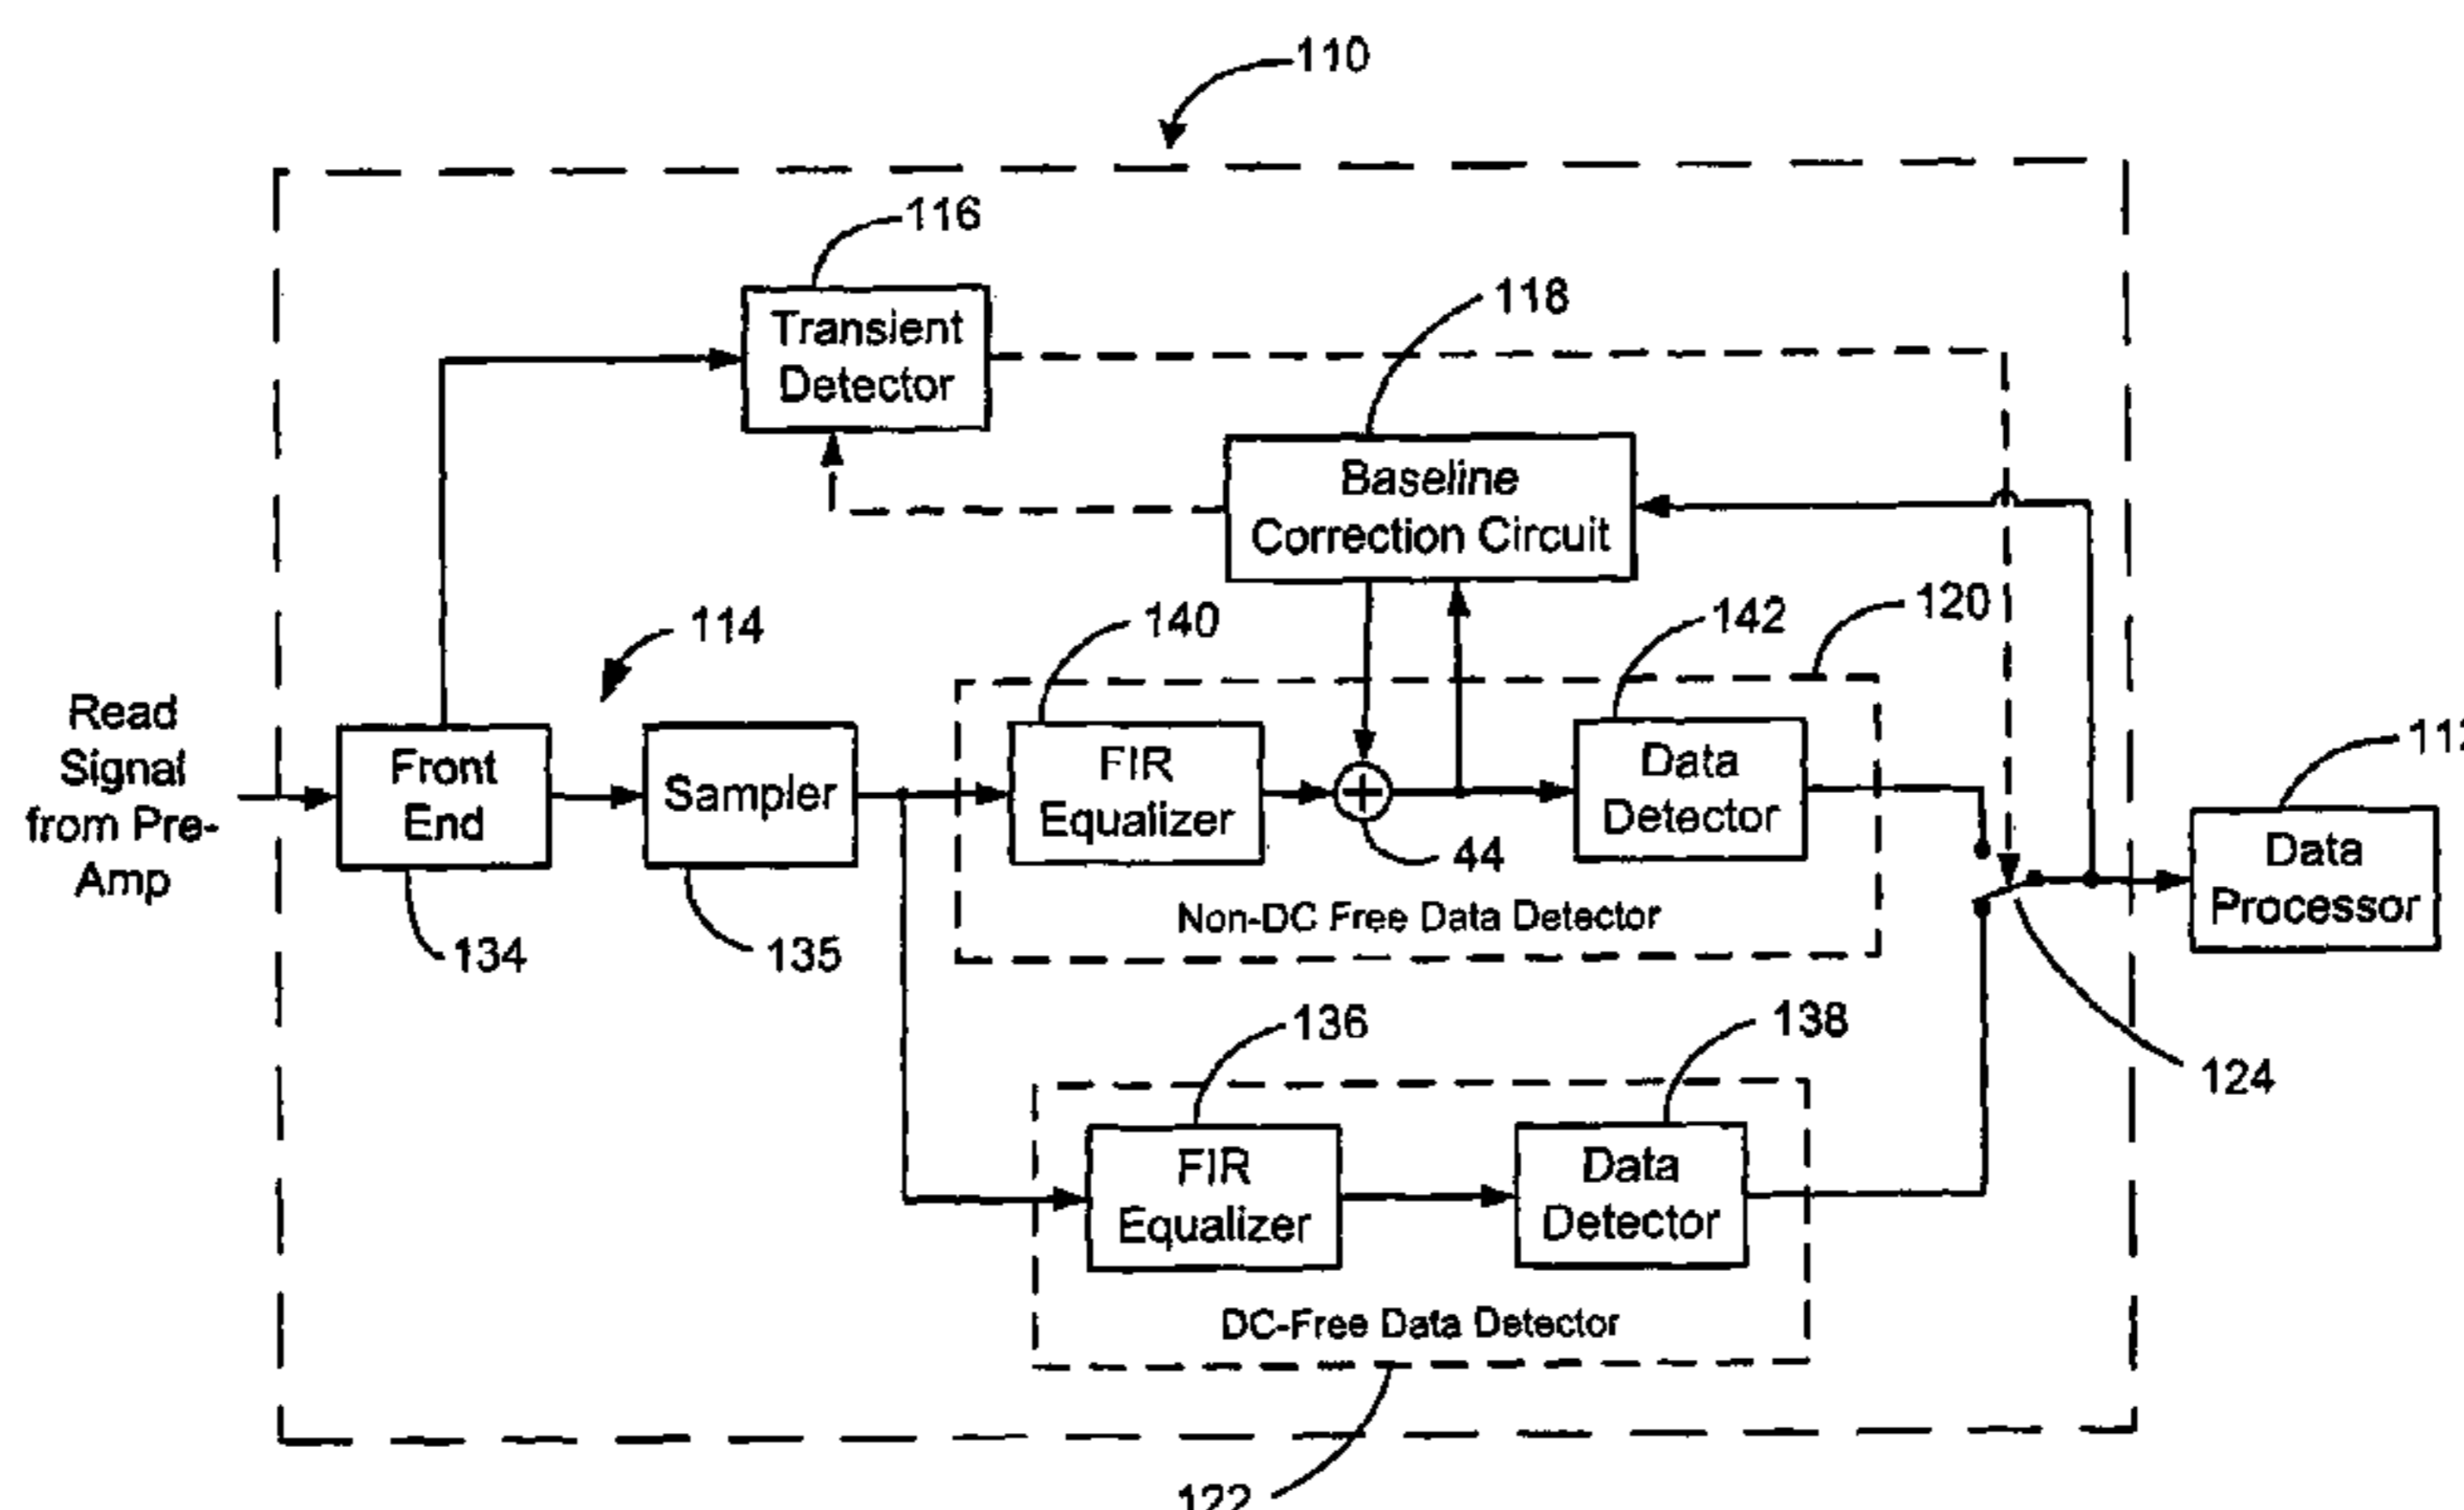 110
116
Transient
Detector
118
Baseline
Correction Circuit
114
140
142
120
Read
Signal
from Pre-
Amp
Front
End
Sampler
FIR
Equalizer
44
Data
Detector
Data
Processor
134
135
Non-DC Free Data Detector
136
138
124
FIR
Equalizer
Data
Detector
DC-Free Data Detector
122